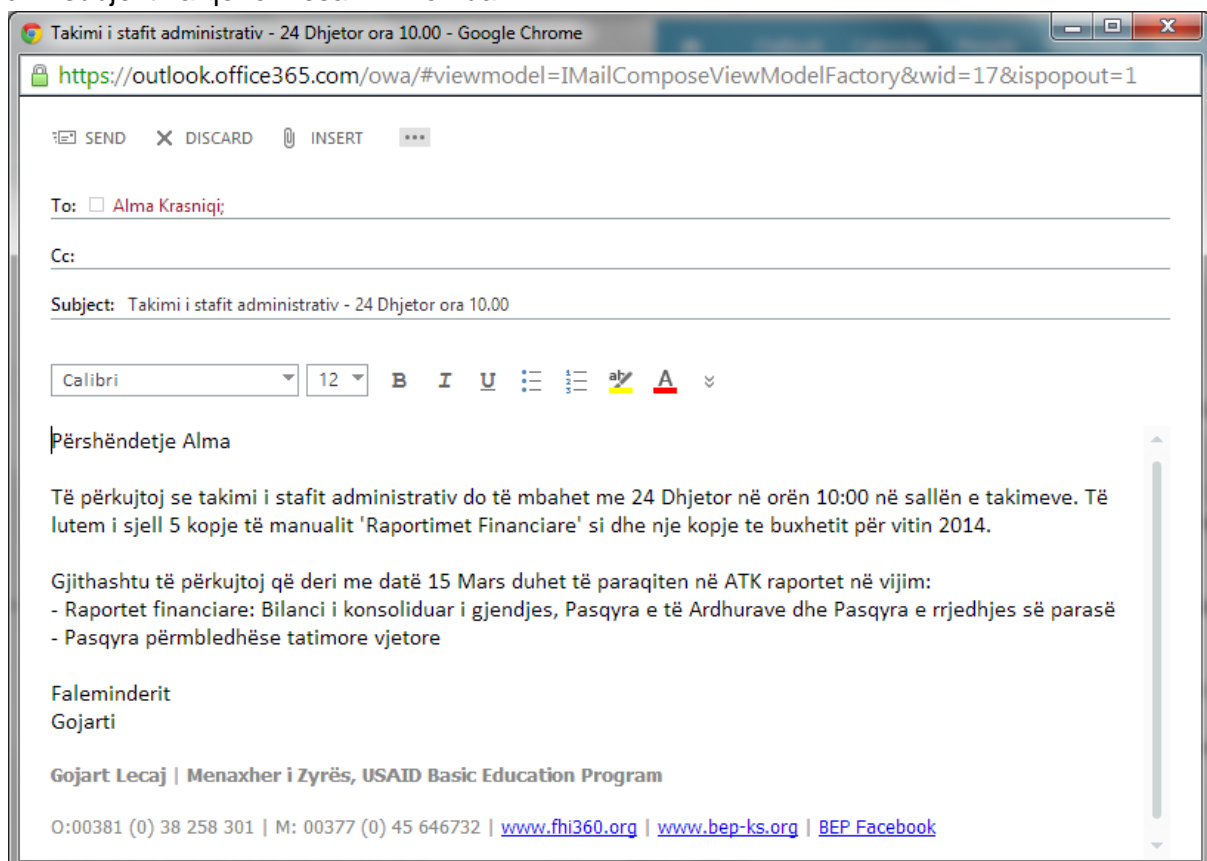 Takimi i stafit administrativ - 24 Dhjetor ora 10.00 - Google Chrome
https://outlook.office365.com/owa/#viewmodel=IMailComposeViewModelFactory&wid=17&ispopout=1
SEND DISCARD INSERT ...
To: Alma Krasniqi;
Cc:
Subject: Takimi i stafit administrativ - 24 Dhjetor ora 10.00
Calibri 12 B I U ab A
Përshëndetje Alma
Të përkujtoj se takimi i stafit administrativ do të mbahet me 24 Dhjetor në orën 10:00 në sallën e takimeve. Të
lutem i sjell 5 kopje të manualit 'Raportimet Financiare' si dhe nje kopje te buxhetit për vitin 2014.
Gjithashtu të përkujtoj që deri me datë 15 Mars duhet të paraqiten në ATK raportet në vijim:
- Raportet financiare: Bilanci i konsoliduar i gjendjes, Pasqyra e të Ardhurave dhe Pasqyra e rrjedhjes së parasë
- Pasqyra përmbledhëse tatimore vjetore
Faleminderit
Gojarti
Gojart Lecaj | Menaxher i Zyrës, USAID Basic Education Program
O:00381 (0) 38 258 301 | M: 00377 (0) 45 646732 | www.fhi360.org | www.bep-ks.org | BEP Facebook